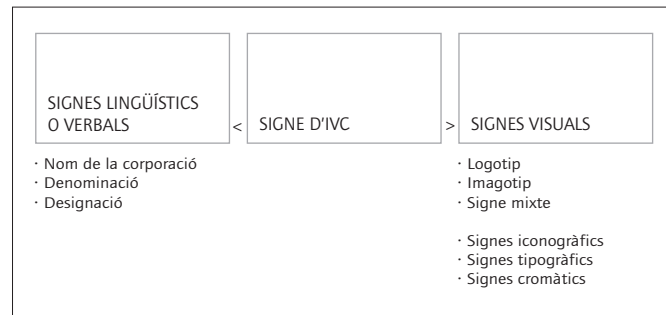 SIGNES LINGÜÍSTICS
O VERBALS
<
SIGNE D'IVC
>
SIGNES VISUALS
· Nom de la corporació
· Denominació
· Designació
· Logotip
· Imagotip
· Signe mixte
· Signes iconogràfics
· Signes tipogràfics
· Signes cromàtics